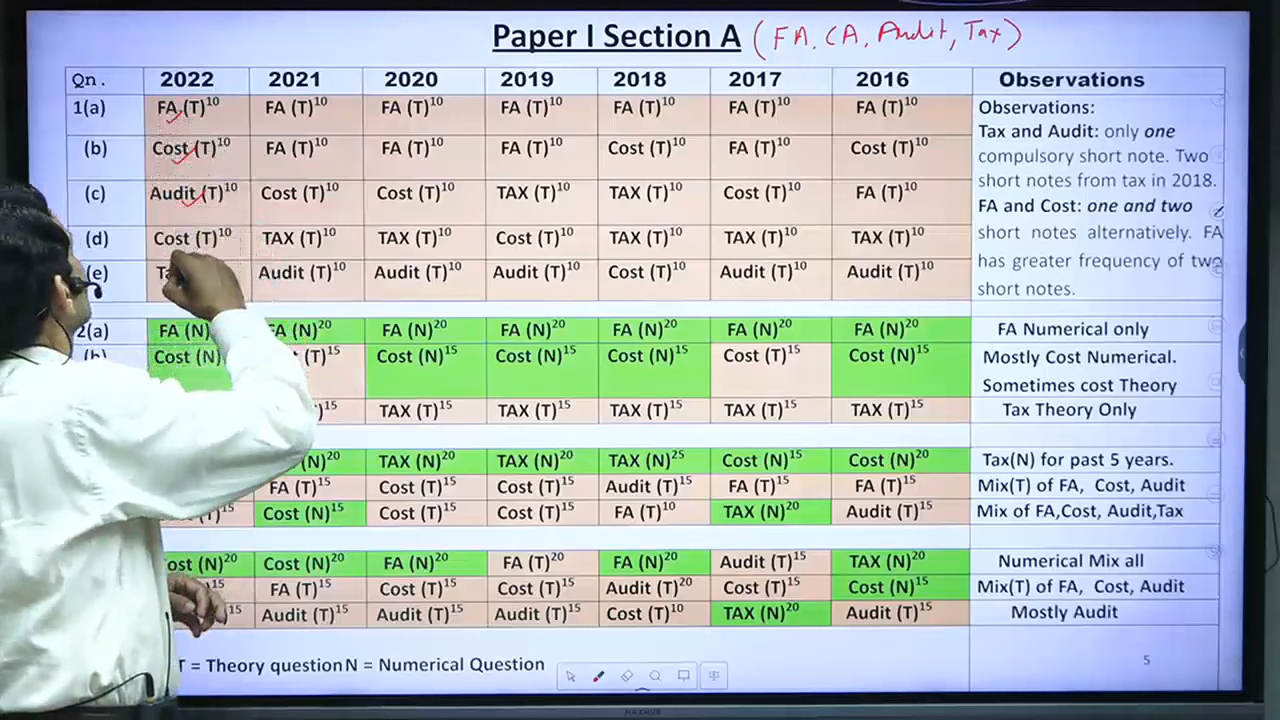 Paper I Section A (FA, CA, Audit, Tax)
Qn. 2022 2021 2020 2019 2018 2017 2016 Observations
1(a) FA (T)10 FA (T)10 FA (T)10 FA (T)10 FA (T)10 FA (T)10 FA (T)10 Observations:
Tax and Audit: only one
(b) Cost (T)10 FA (T)10 FA (T)10 FA (T)10 Cost (T)10 FA (T)10 Cost (T)10 compulsory short note. Two
(c) Audit (T)10 Cost (T)10 Cost (T)10 TAX (T)10 TAX (T)10 Cost (T)10 FA (T)10 short notes from tax in 2018.
FA and Cost: one and two
(d) Cost (T)10 TAX (T)10 TAX (T)10 Cost (T)10 TAX (T)10 TAX (T)10 TAX (T)10 short notes alternatively. FA
has greater frequency of two
(e) Audit (T)10 Audit (T)10 Audit (T)10 Cost (T)10 Audit (T)10 Audit (T)10 short notes.
2(a) FA (N) FA (N)20 FA (N)20 FA (N)20 FA (N)20 FA (N)20 FA (N)20 FA Numerical only
Cost (N) (T)15 Cost (N)15 Cost (N)15 Cost (N)15 Cost (T)15 Cost (N)15 Mostly Cost Numerical.
Sometimes cost Theory
TAX (T)15 TAX (T)15 TAX (T)15 TAX (T)15 TAX (T)15 Tax Theory Only
(N)20 TAX (N)20 TAX (N)20 TAX (N)25 Cost (N)15 Cost (N)20 Tax(N) for past 5 years.
FA (T)15 Cost (T)15 Cost (T)15 Audit (T)15 FA (T)15 FA (T)15 Mix(T) of FA, Cost, Audit
(T)15 Cost (N)15 Cost (T)15 Cost (T)15 FA (T)10 TAX (N)20 Audit (T)15 Mix of FA,Cost, Audit,Tax
ost (N)20 Cost (N)20 FA (N)20 FA (T)20 FA (N)20 Audit (T)15 TAX (N)20 Numerical Mix all
15 FA (T)15 Cost (T)15 Cost (T)15 Audit (T)20 Cost (T)15 Cost (N)15 Mix(T) of FA, Cost, Audit
15 Audit (T)15 Audit (T)15 Audit (T)15 Cost (T)10 TAX (N)20 Audit (T)15 Mostly Audit
T = Theory question N = Numerical Question 5
MAXHUB